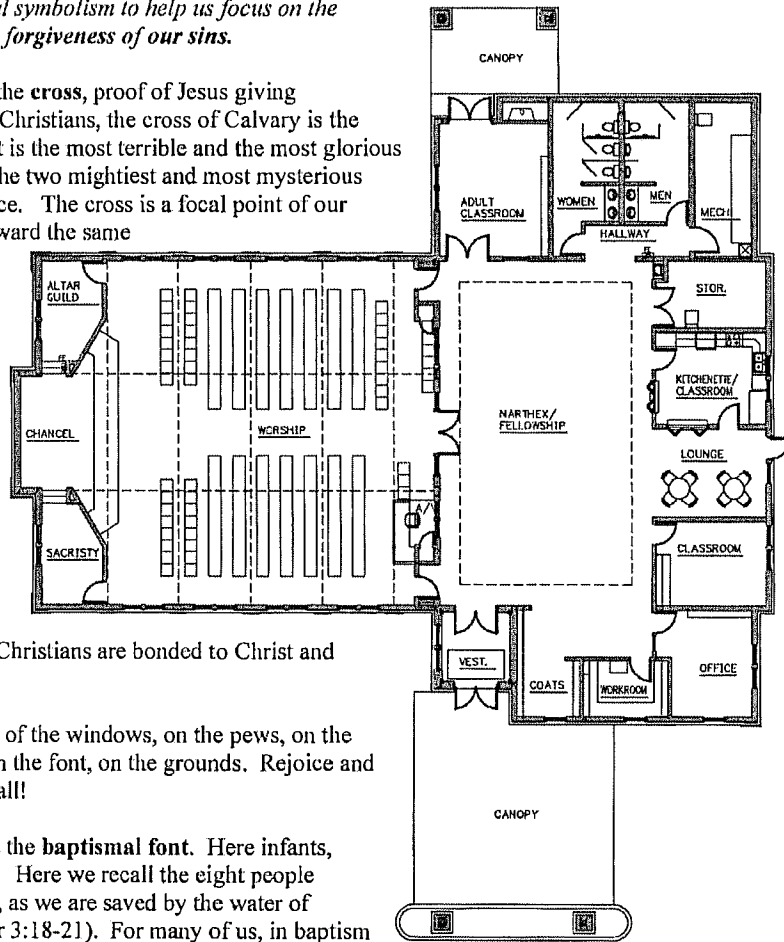 l symbolism to help us focus on the
forgiveness of our sins.
he cross, proof of Jesus giving
Christians, the cross of Calvary is the
t is the most terrible and the most glorious
he two mightiest and most mysterious
ce. The cross is a focal point of our
ward the same
Christians are bonded to Christ and
of the windows, on the pews, on the
n the font, on the grounds. Rejoice and
all!
the baptismal font. Here infants,
Here we recall the eight people
, as we are saved by the water of
r 3:18-21). For many of us, in baptism
CANOPY
ADULT
CLASSROOM
WOMEN
MEN
MECH.
HALLWAY
ALTAR
GUILD
STOR.
KITCHENETTE/
CLASSROOM
CHANCEL
WORSHIP
NARTHEX/
FELLOWSHIP
LOUNGE
A/V
SACRISTY
CLASSROOM
VEST.
COATS
WORKROOM
OFFICE
CANOPY